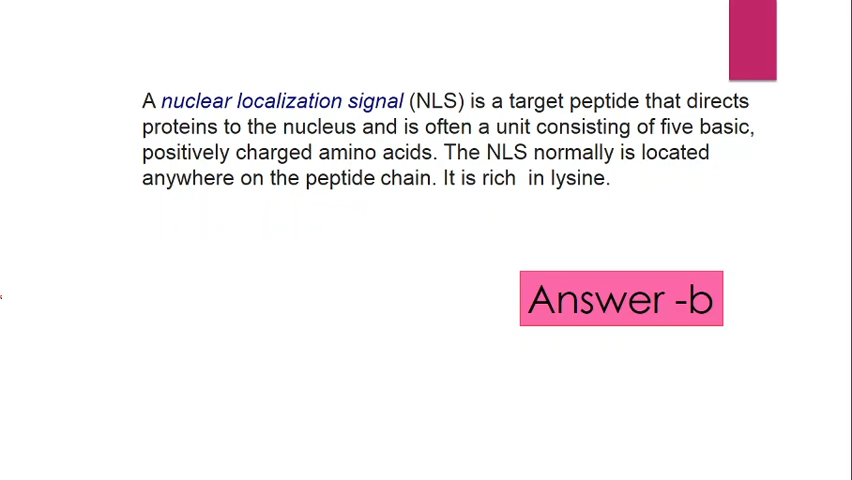 A nuclear localization signal (NLS) is a target peptide that directs
proteins to the nucleus and is often a unit consisting of five basic,
positively charged amino acids. The NLS normally is located
anywhere on the peptide chain. It is rich in lysine.
Answer -b